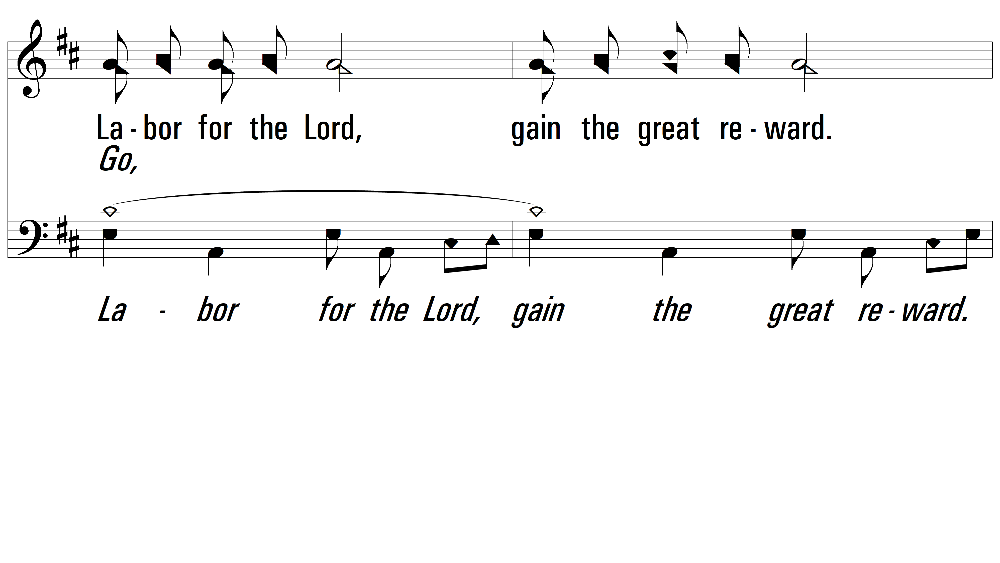 La - bor for the Lord, gain the great re - ward.
Go,
La - bor for the Lord, gain the great re - ward.